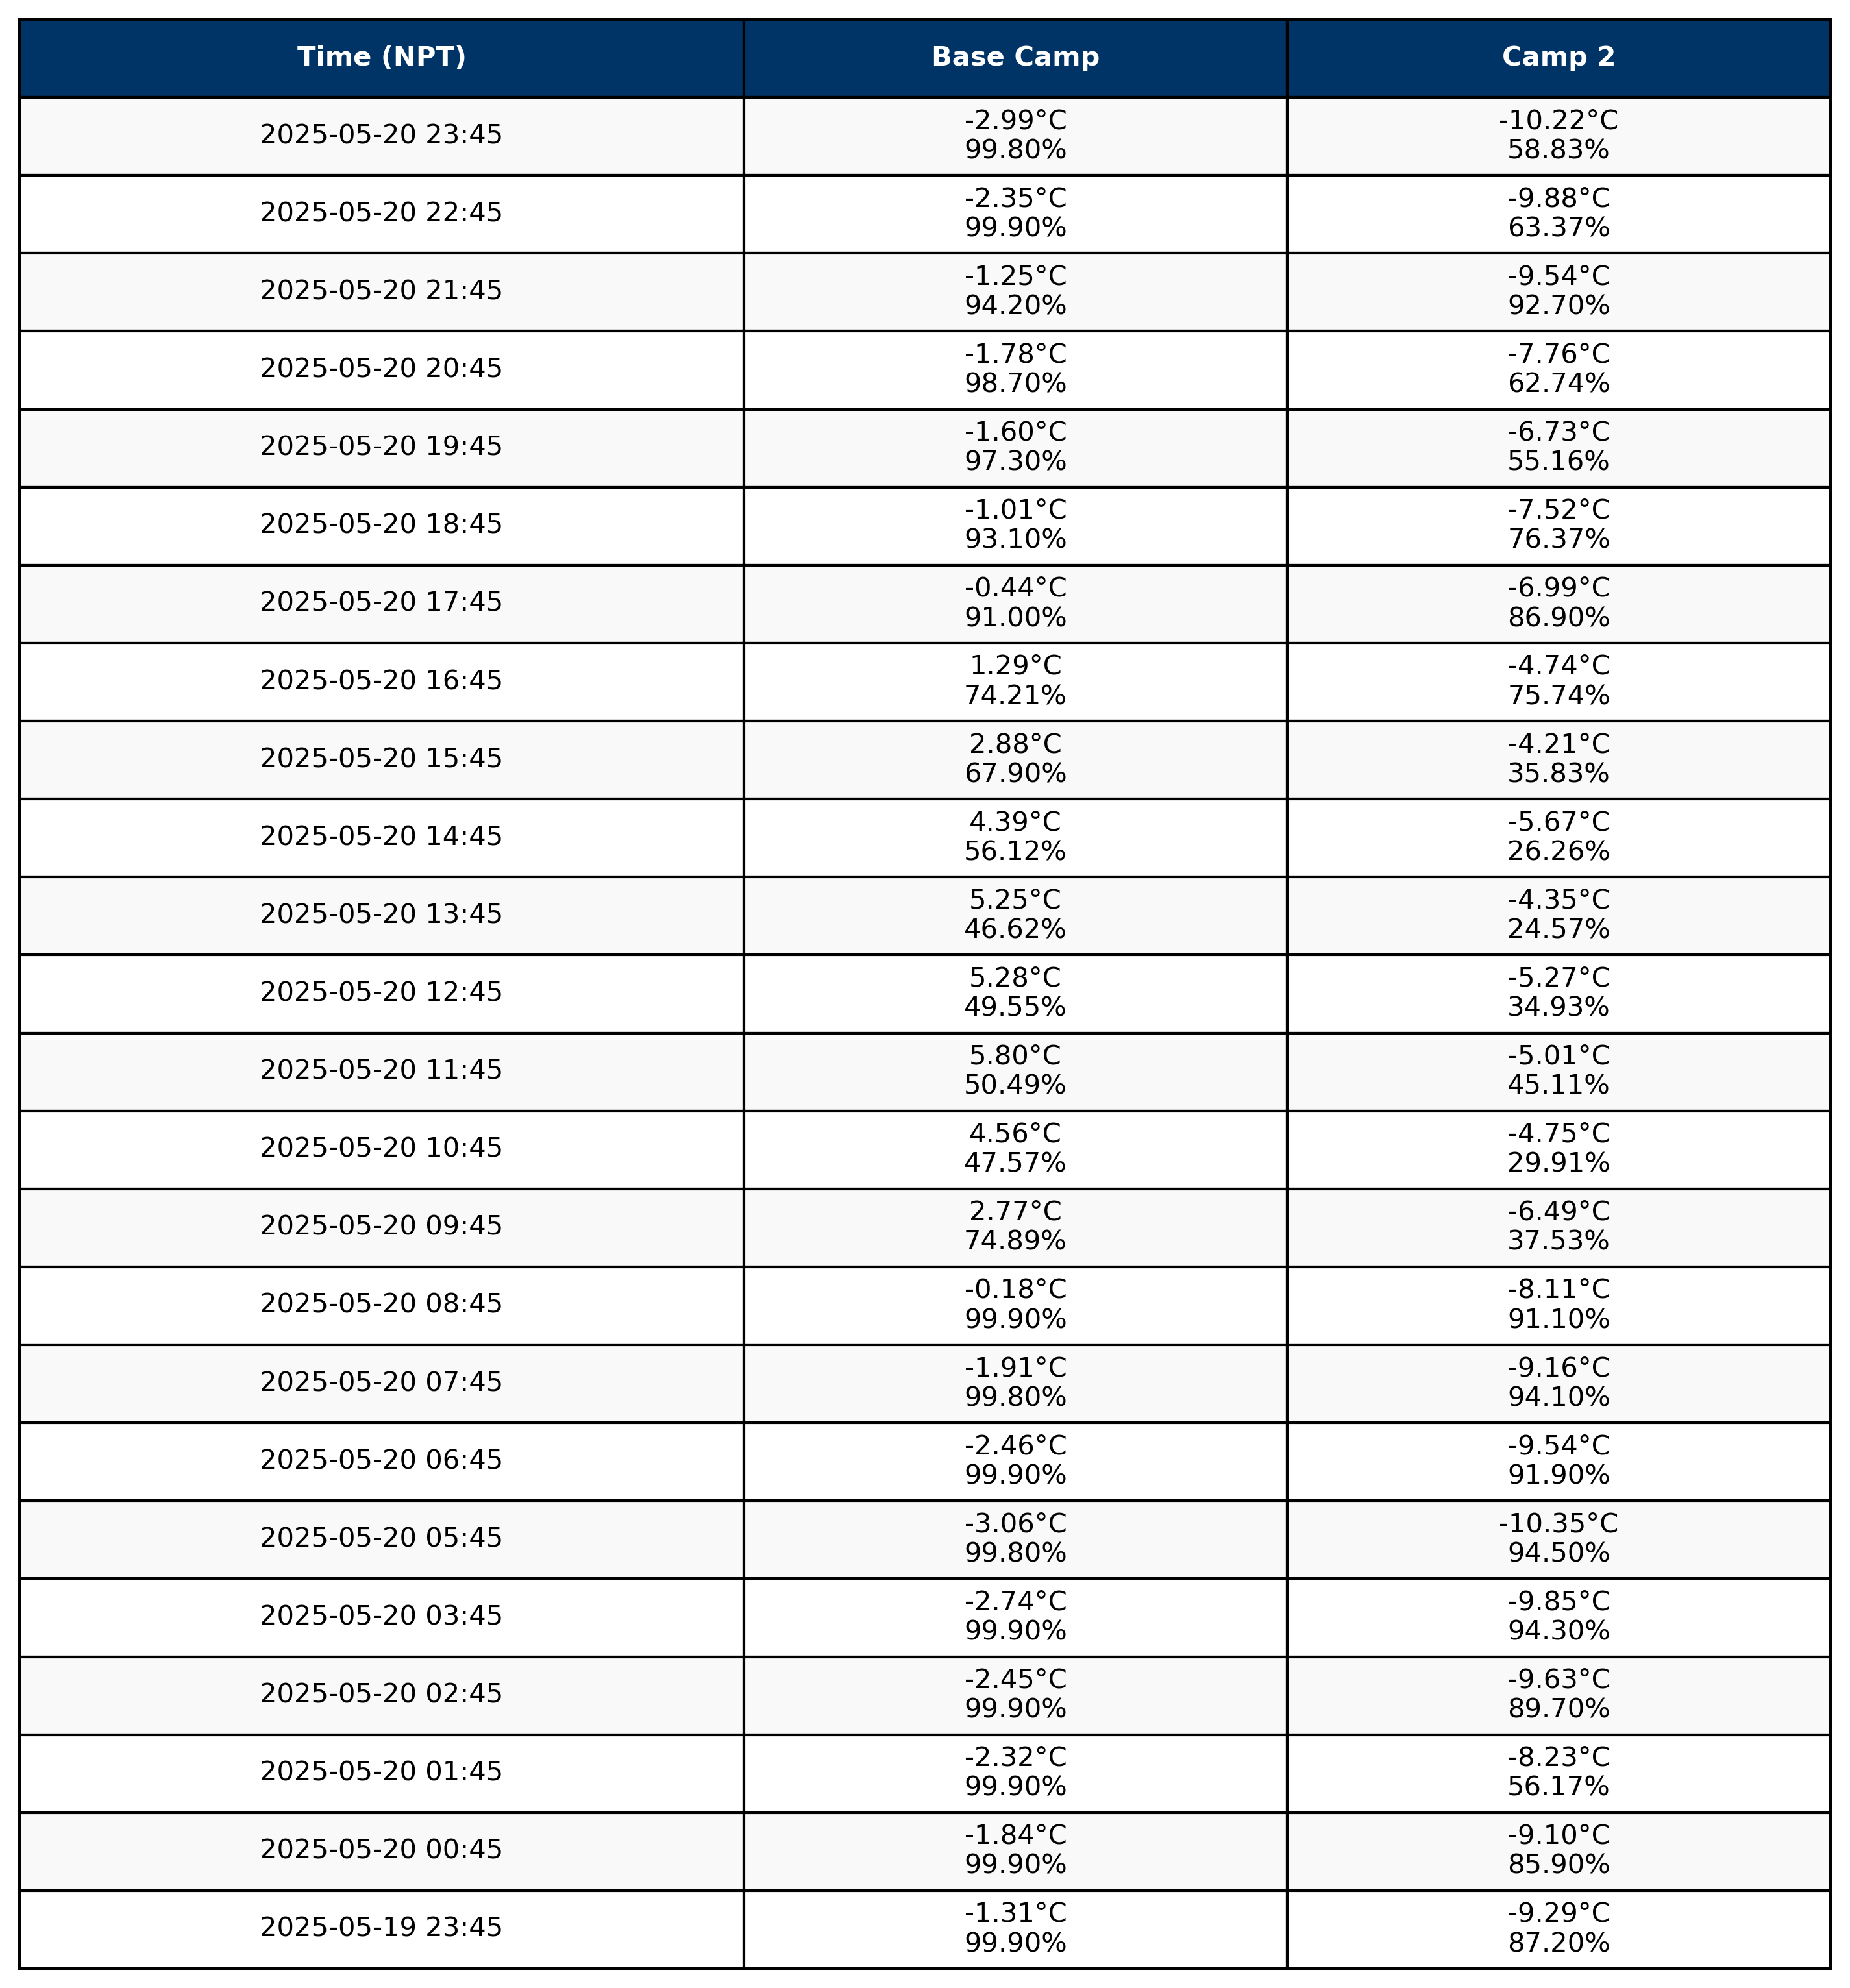 Time (NPT) Base Camp Camp 2
2025-05-20 23:45 -2.99°C -10.22°C
99.80% 58.83%
2025-05-20 22:45 -2.35°C -9.88°C
99.90% 63.37%
2025-05-20 21:45 -1.25°C -9.54°C
94.20% 92.70%
2025-05-20 20:45 -1.78°C -7.76°C
98.70% 62.74%
2025-05-20 19:45 -1.60°C -6.73°C
97.30% 55.16%
2025-05-20 18:45 -1.01°C -7.52°C
93.10% 76.37%
2025-05-20 17:45 -0.44°C -6.99°C
91.00% 86.90%
2025-05-20 16:45 1.29°C -4.74°C
74.21% 75.74%
2025-05-20 15:45 2.88°C -4.21°C
67.90% 35.83%
2025-05-20 14:45 4.39°C -5.67°C
56.12% 26.26%
2025-05-20 13:45 5.25°C -4.35°C
46.62% 24.57%
2025-05-20 12:45 5.28°C -5.27°C
49.55% 34.93%
2025-05-20 11:45 5.80°C -5.01°C
50.49% 45.11%
2025-05-20 10:45 4.56°C -4.75°C
47.57% 29.91%
2025-05-20 09:45 2.77°C -6.49°C
74.89% 37.53%
2025-05-20 08:45 -0.18°C -8.11°C
99.90% 91.10%
2025-05-20 07:45 -1.91°C -9.16°C
99.80% 94.10%
2025-05-20 06:45 -2.46°C -9.54°C
99.90% 91.90%
2025-05-20 05:45 -3.06°C -10.35°C
99.80% 94.50%
2025-05-20 03:45 -2.74°C -9.85°C
99.90% 94.30%
2025-05-20 02:45 -2.45°C -9.63°C
99.90% 89.70%
2025-05-20 01:45 -2.32°C -8.23°C
99.90% 56.17%
2025-05-20 00:45 -1.84°C -9.10°C
99.90% 85.90%
2025-05-19 23:45 -1.31°C -9.29°C
99.90% 87.20%